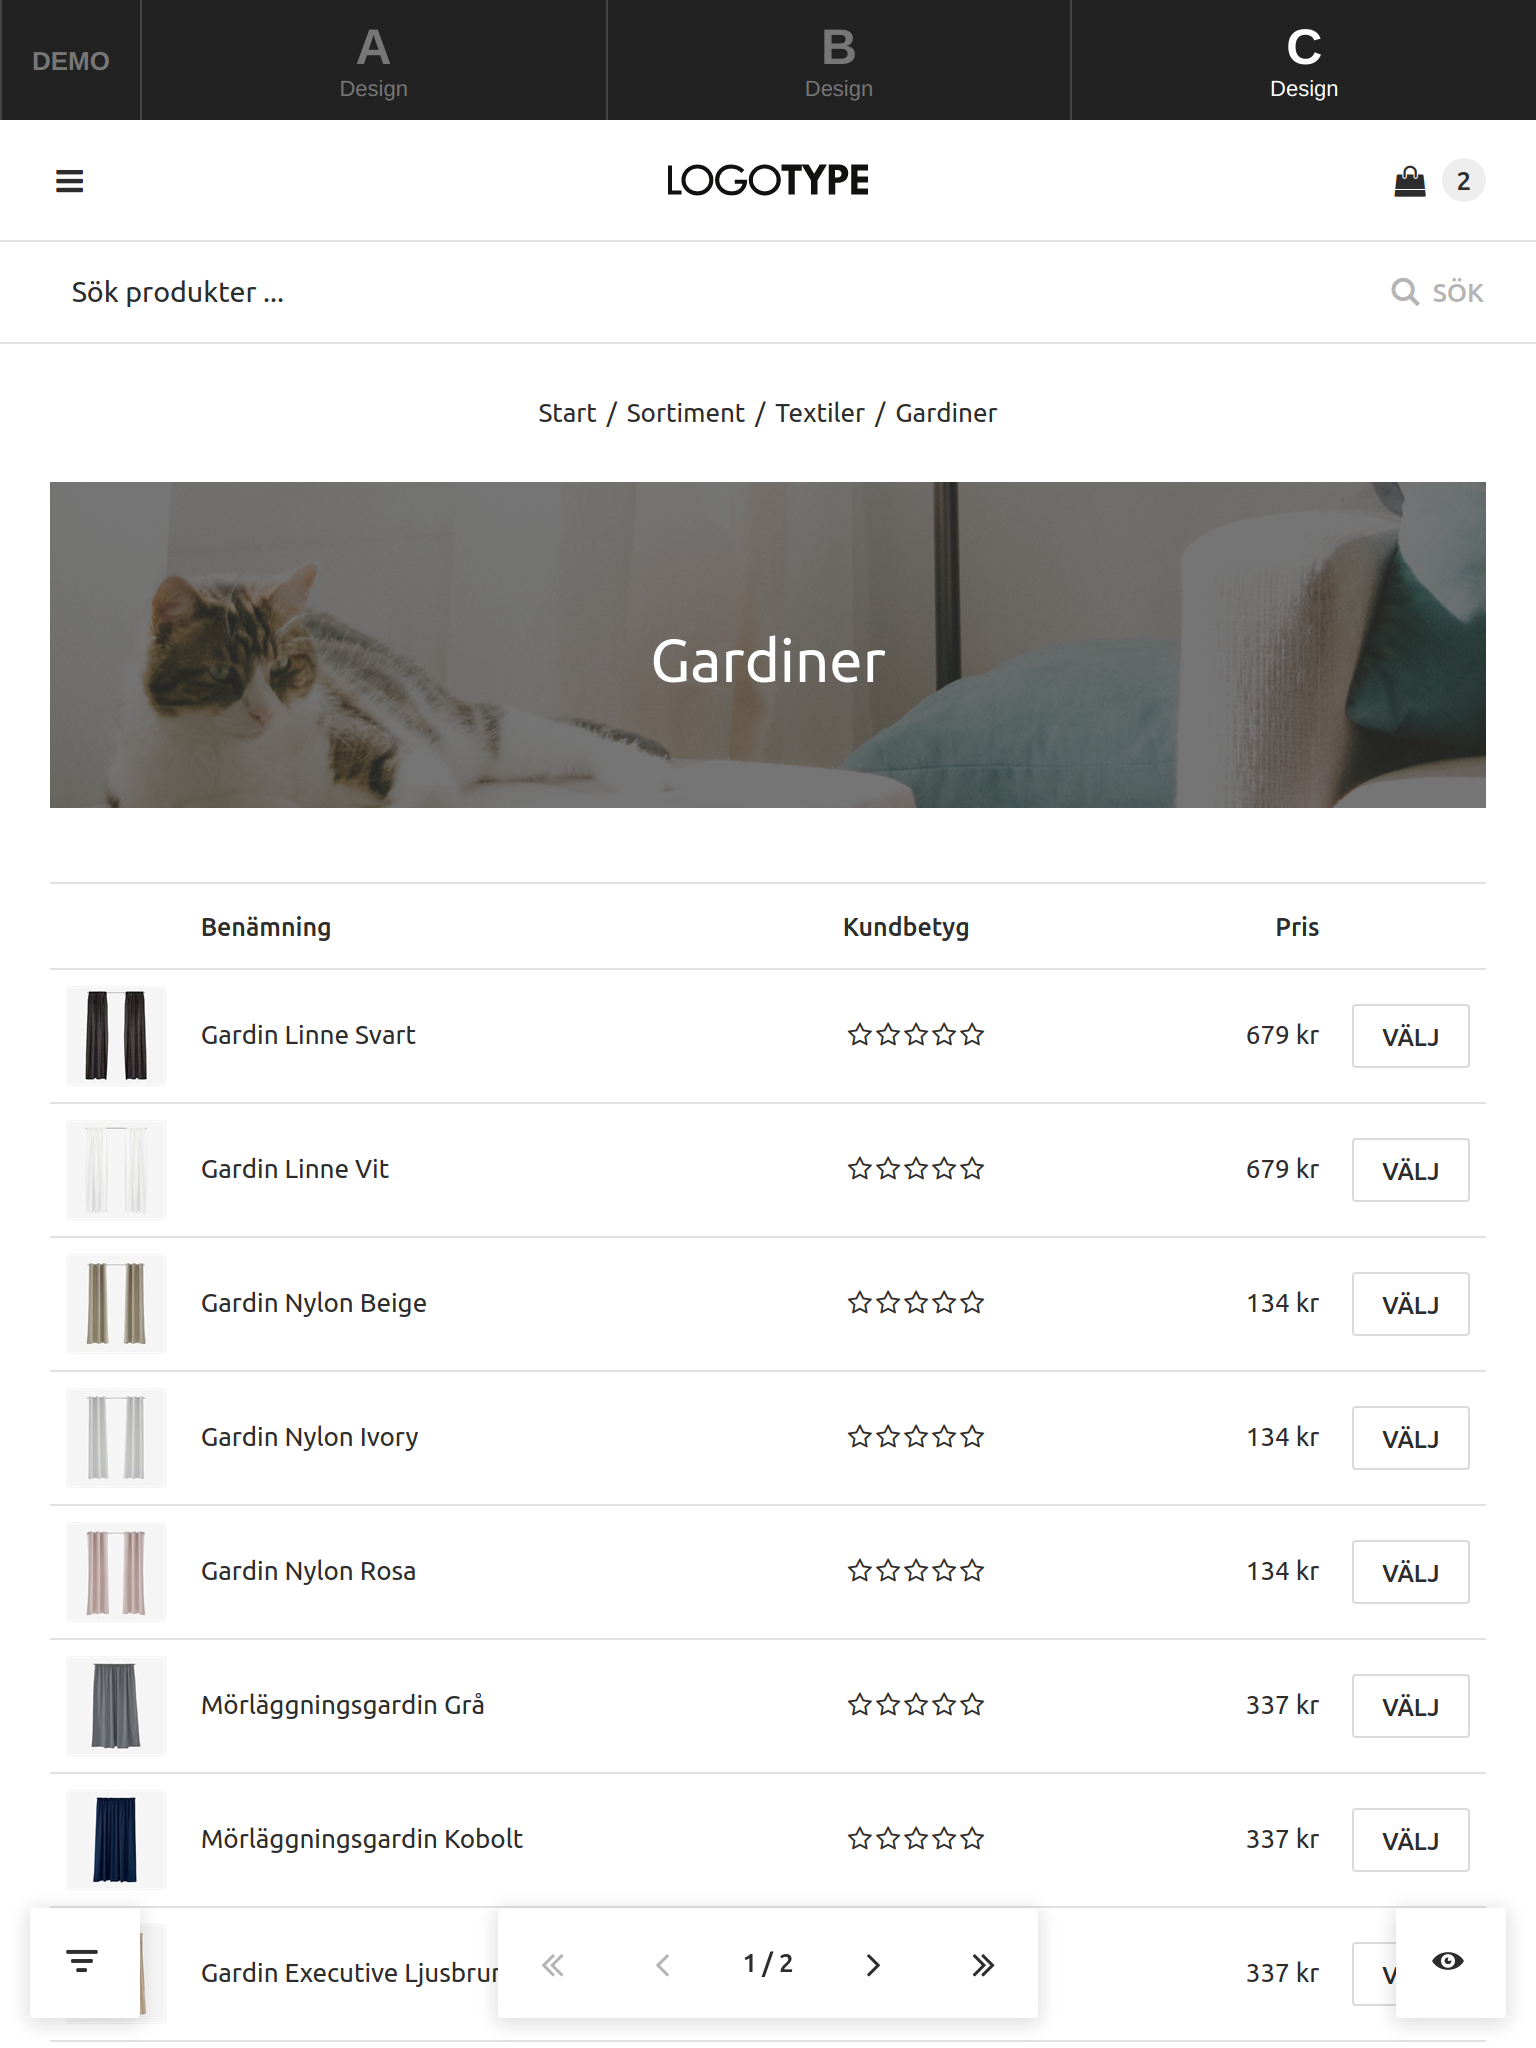 DEMO
A
Design
B
Design
C
Design
LOGOTYPE
2
Sök produkter ...
SÖK
Start / Sortiment / Textiler / Gardiner
Gardiner
Benämning Kundbetyg Pris
Gardin Linne Svart 679 kr VÄLJ
Gardin Linne Vit 679 kr VÄLJ
Gardin Nylon Beige 134 kr VÄLJ
Gardin Nylon Ivory 134 kr VÄLJ
Gardin Nylon Rosa 134 kr VÄLJ
Mörläggningsgardin Grå 337 kr VÄLJ
Mörläggningsgardin Kobolt 337 kr VÄLJ
Gardin Executive 337 kr
1 / 2